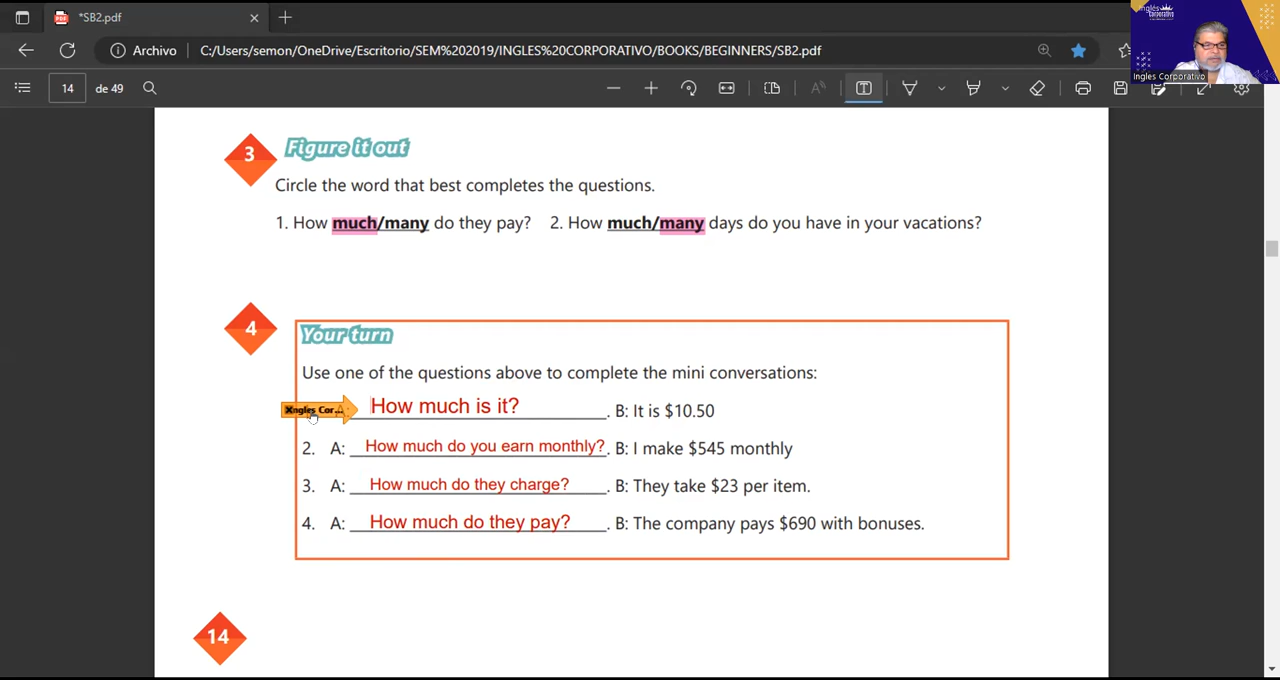 *SB2.pdf
Archivo C:/Users/semon/OneDrive/Escritorio/SEM%202019/INGLES%20CORPORATIVO/BOOKS/BEGINNERS/SB2.pdf
Inglés Corporativo
Ingles Corporativo
14 de 49
3 Figure it out
Circle the word that best completes the questions.
1. How much/many do they pay? 2. How much/many days do you have in your vacations?
4 Your turn
Use one of the questions above to complete the mini conversations:
How much is it? . B: It is $10.50
2. A: How much do you earn monthly? . B: I make $545 monthly
3. A: How much do they charge? . B: They take $23 per item.
4. A: How much do they pay? . B: The company pays $690 with bonuses.
14